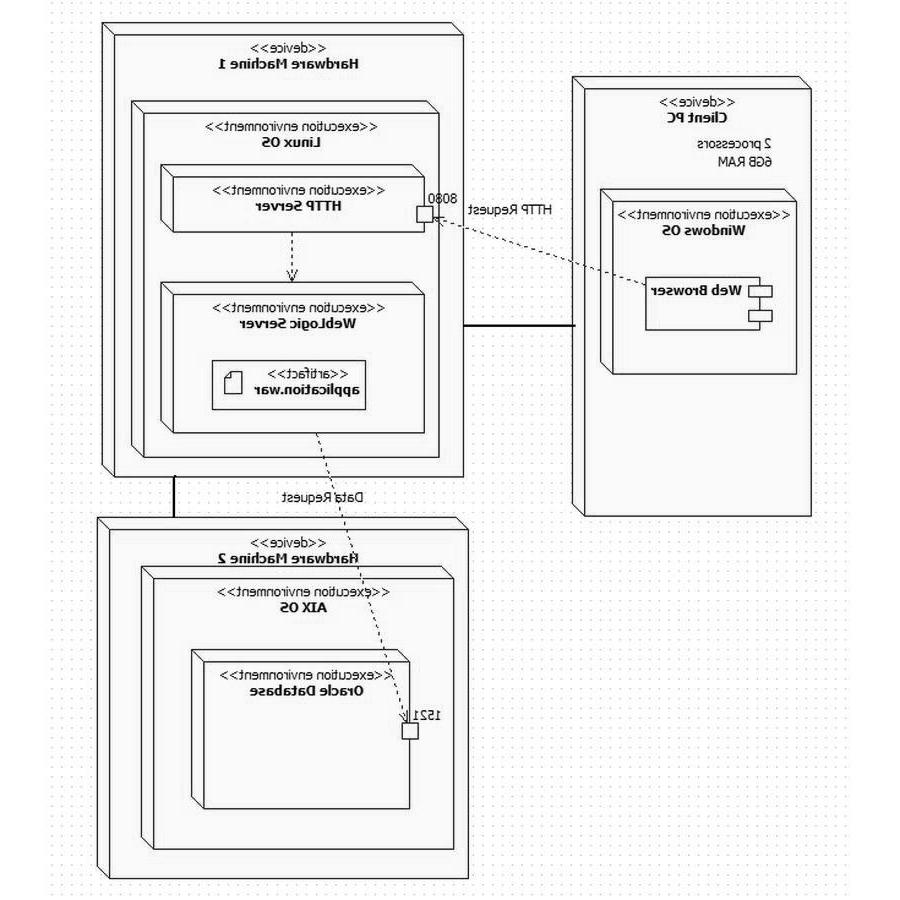 <<device>>
Hardware Machine 1
<<execution environment>>
Linux OS
<<execution environment>>
HTTP Server
8080
HTTP Request
<<execution environment>>
WebLogic Server
<<artifact>>
application.war
<<device>>
Client PC
2 processors
6GB RAM
<<execution environment>>
Windows OS
Web Browser
Data Request
<<device>>
Hardware Machine 2
<<execution environment>>
AIX OS
<<execution environment>>
Oracle Database
1521